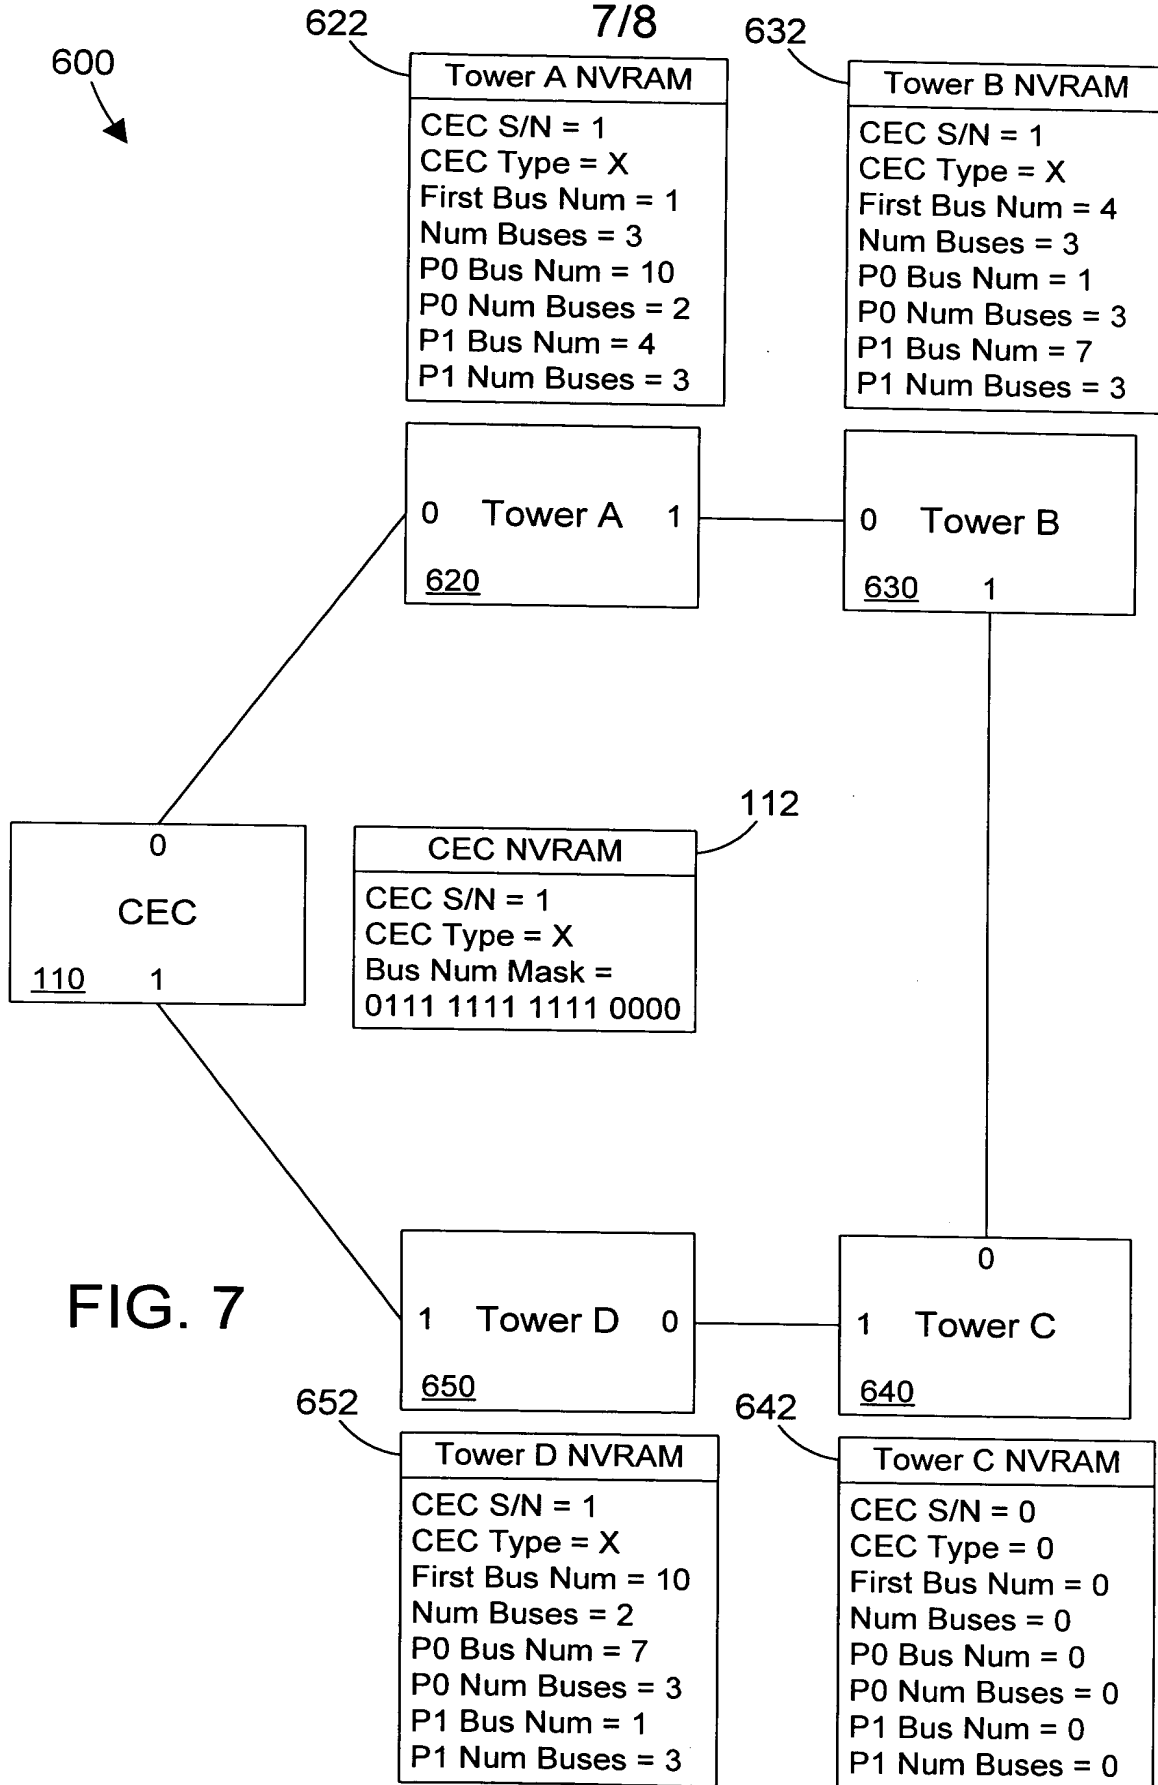 7/8
600
622
Tower A NVRAM
CEC S/N = 1
CEC Type = X
First Bus Num = 1
Num Buses = 3
P0 Bus Num = 10
P0 Num Buses = 2
P1 Bus Num = 4
P1 Num Buses = 3
632
Tower B NVRAM
CEC S/N = 1
CEC Type = X
First Bus Num = 4
Num Buses = 3
P0 Bus Num = 1
P0 Num Buses = 3
P1 Bus Num = 7
P1 Num Buses = 3
0 Tower A 1
620
0 Tower B
630 1
0
CEC
110 1
112
CEC NVRAM
CEC S/N = 1
CEC Type = X
Bus Num Mask =
0111 1111 1111 0000
FIG. 7
1 Tower D 0
650
0
1 Tower C
640
652
Tower D NVRAM
CEC S/N = 1
CEC Type = X
First Bus Num = 10
Num Buses = 2
P0 Bus Num = 7
P0 Num Buses = 3
P1 Bus Num = 1
P1 Num Buses = 3
642
Tower C NVRAM
CEC S/N = 0
CEC Type = 0
First Bus Num = 0
Num Buses = 0
P0 Bus Num = 0
P0 Num Buses = 0
P1 Bus Num = 0
P1 Num Buses = 0